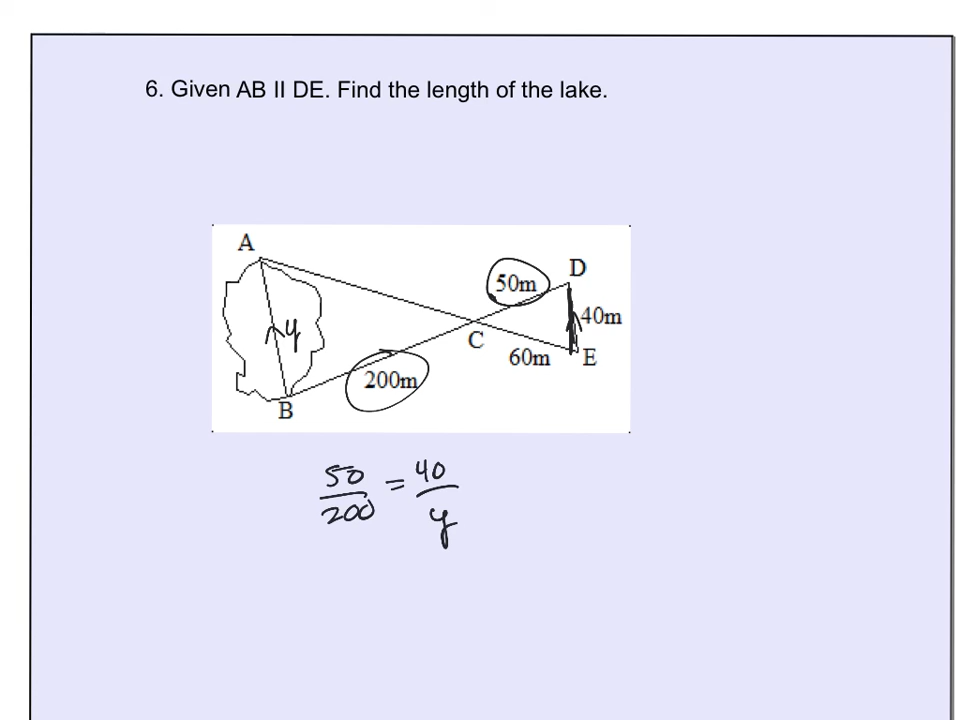 6. Given AB II DE. Find the length of the lake.
A
50m
D
y
40m
C
60m
E
200m
B
50/200 = 40/y